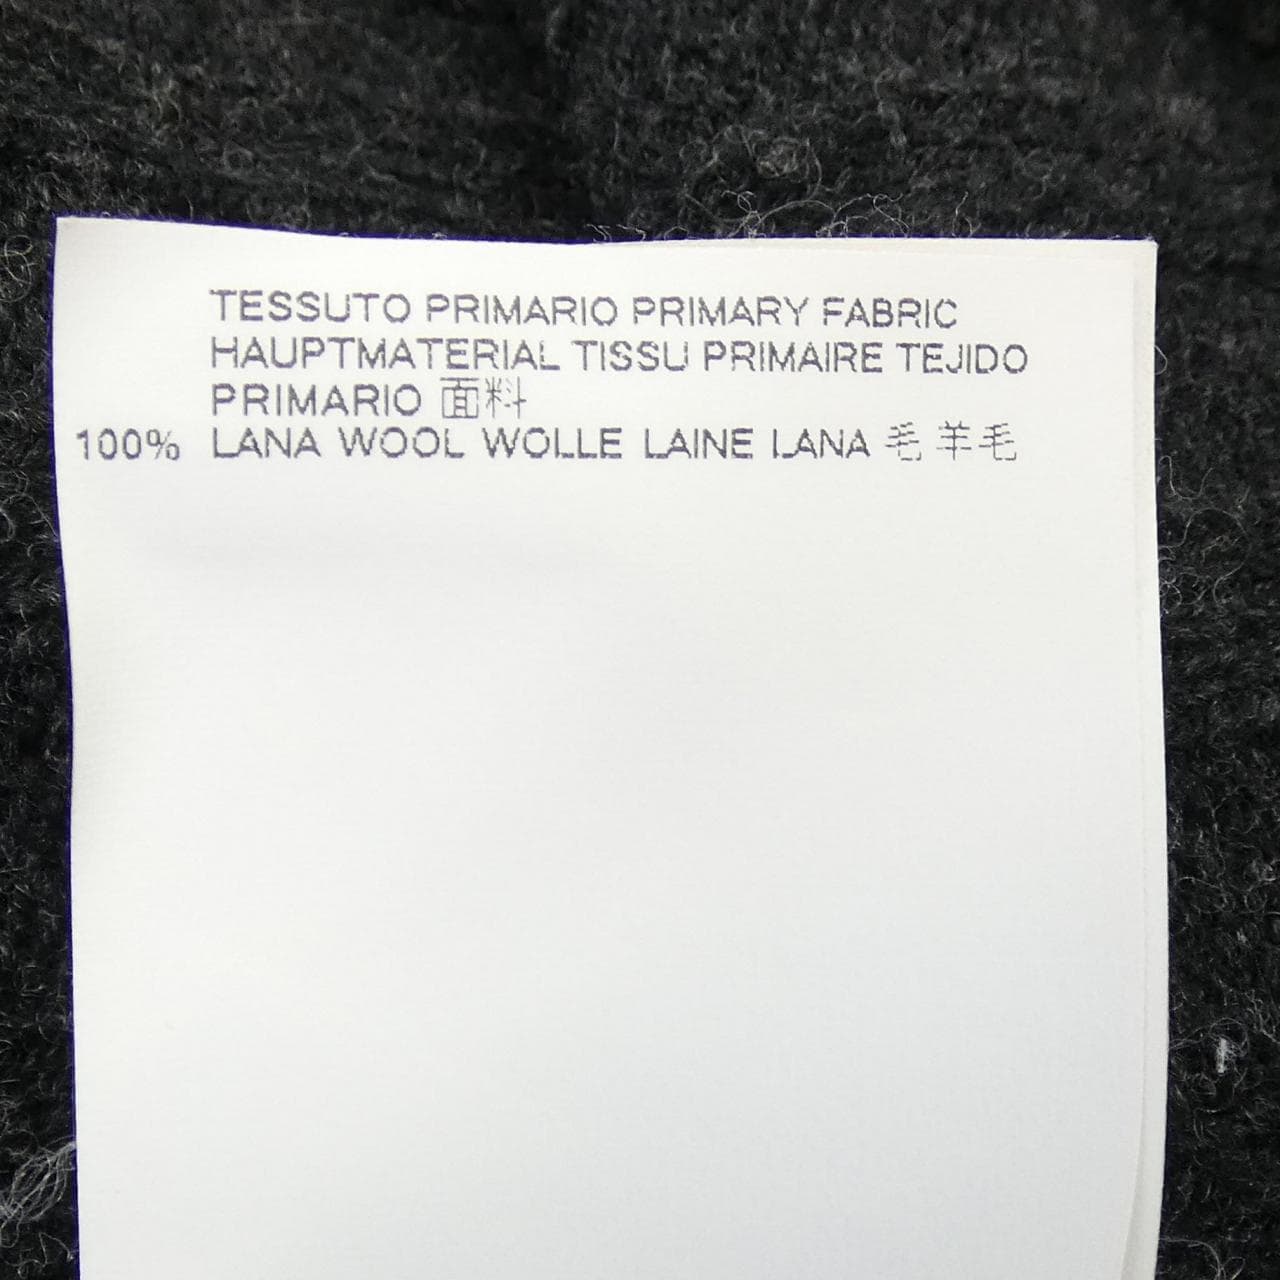 TESSUTO PRIMARIO PRIMARY FABRIC
HAUPTMATERIAL TISSU PRIMAIRE TEJIDO
PRIMARIO 面料
100% LANA WOOL WOLLE LAINE LANA 毛 羊毛